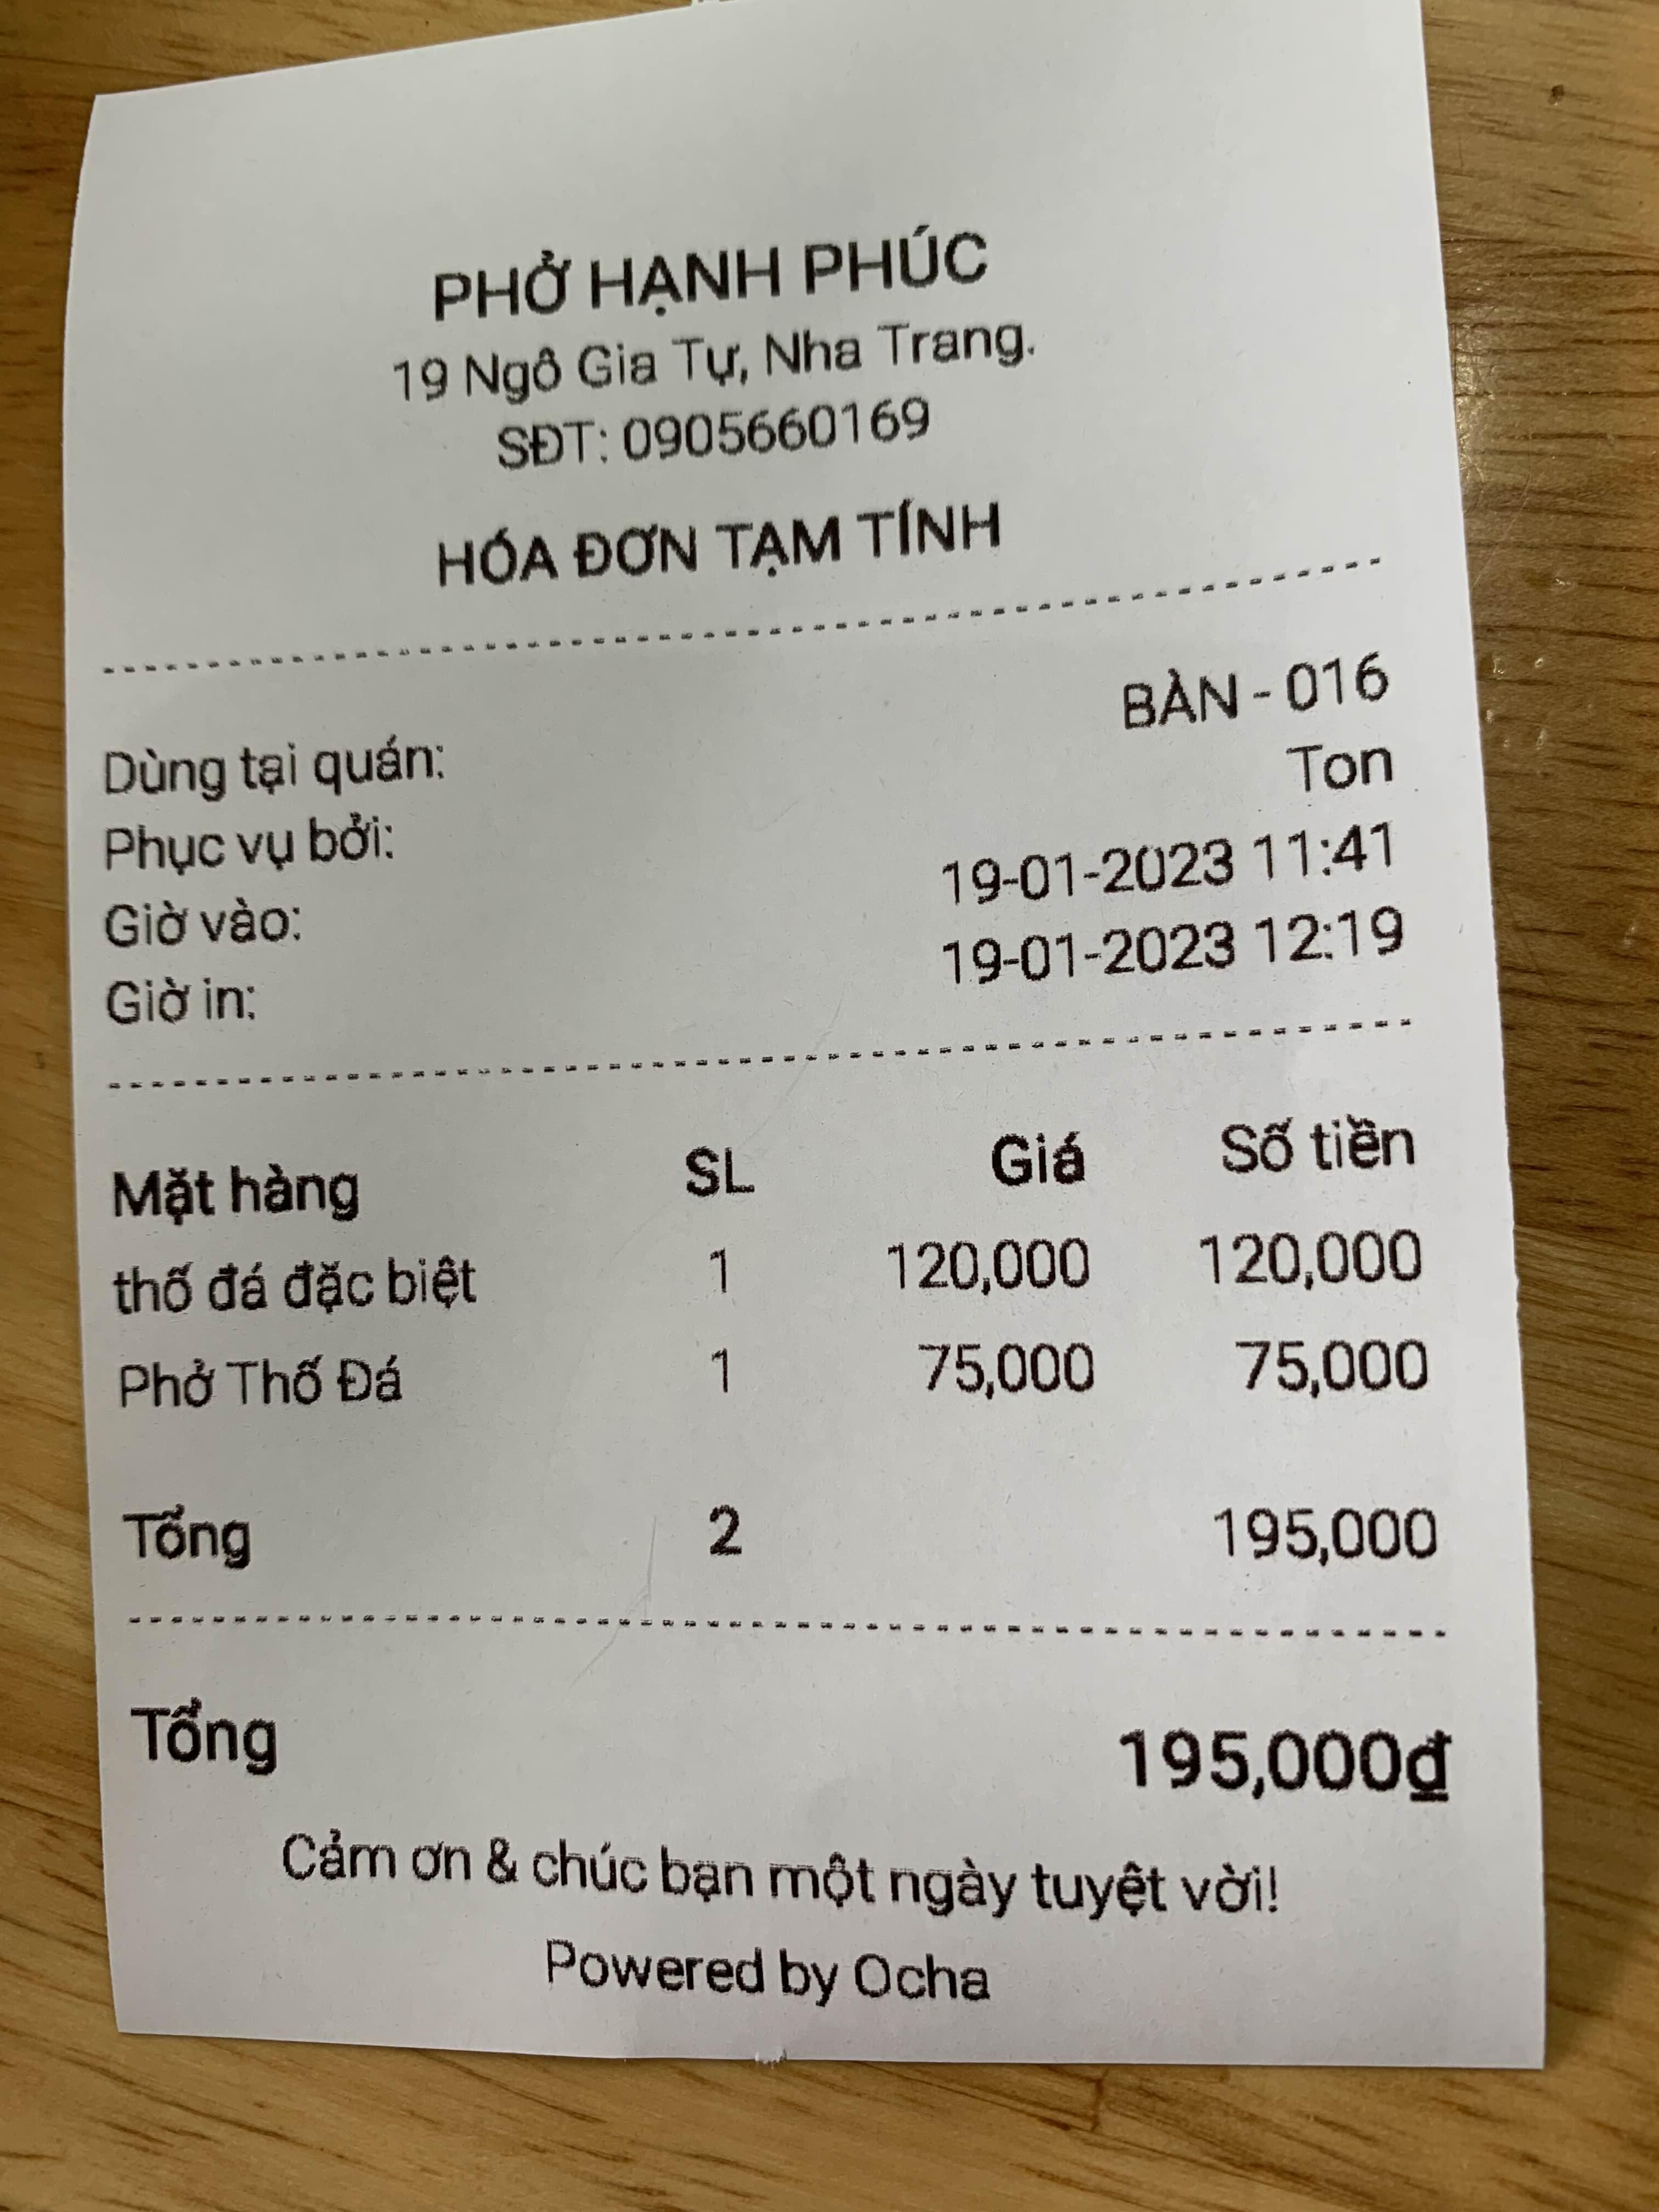 PHỞ HẠNH PHÚC
19 Ngô Gia Tự, Nha Trang.
SĐT: 0905660169
HÓA ĐƠN TẠM TÍNH
Dùng tại quán: BÀN - 016
Phục vụ bởi: Ton
Giờ vào: 19-01-2023 11:41
Giờ in: 19-01-2023 12:19
Mặt hàng SL Giá Số tiền
thố đá đặc biệt 1 120,000 120,000
Phở Thố Đá 1 75,000 75,000
Tổng 2 195,000
Tổng 195,000₫
Cảm ơn & chúc bạn một ngày tuyệt vời!
Powered by Ocha